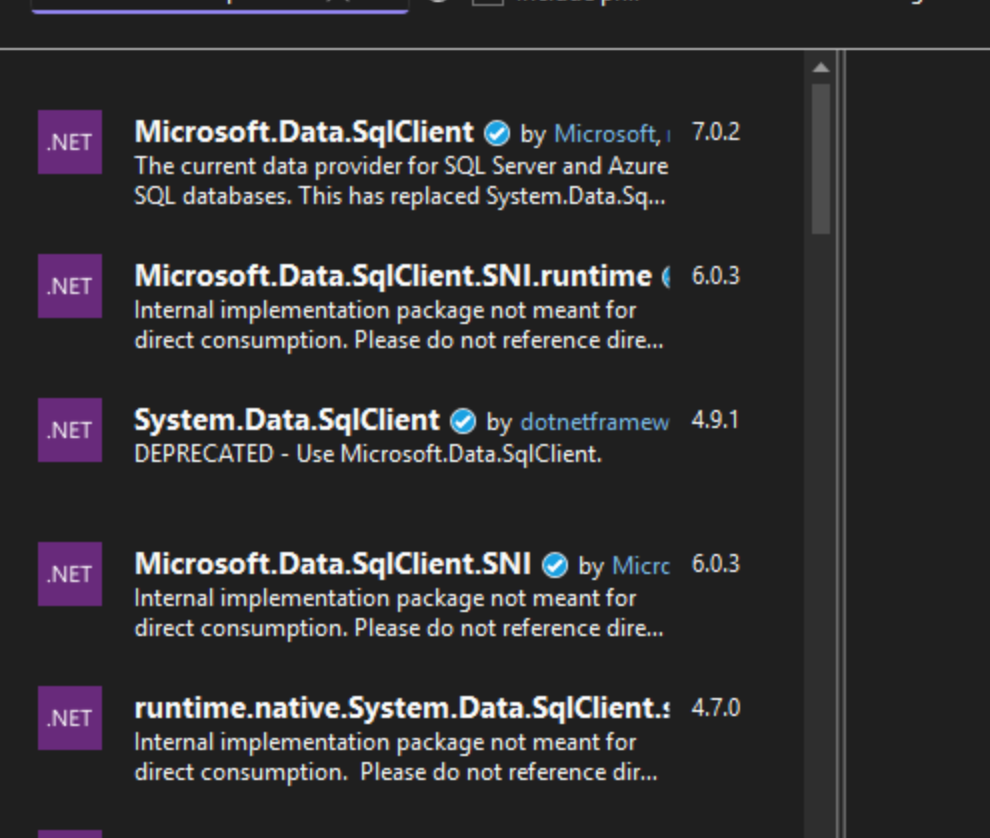 .NET
Microsoft.Data.SqlClient by Microsoft, 7.0.2
The current data provider for SQL Server and Azure
SQL databases. This has replaced System.Data.Sq...
.NET
Microsoft.Data.SqlClient.SNI.runtime 6.0.3
Internal implementation package not meant for
direct consumption. Please do not reference dire...
.NET
System.Data.SqlClient by dotnetframew 4.9.1
DEPRECATED - Use Microsoft.Data.SqlClient.
.NET
Microsoft.Data.SqlClient.SNI by Micro 6.0.3
Internal implementation package not meant for
direct consumption. Please do not reference dire...
.NET
runtime.native.System.Data.SqlClient.s 4.7.0
Internal implementation package not meant for
direct consumption.  Please do not reference dir...